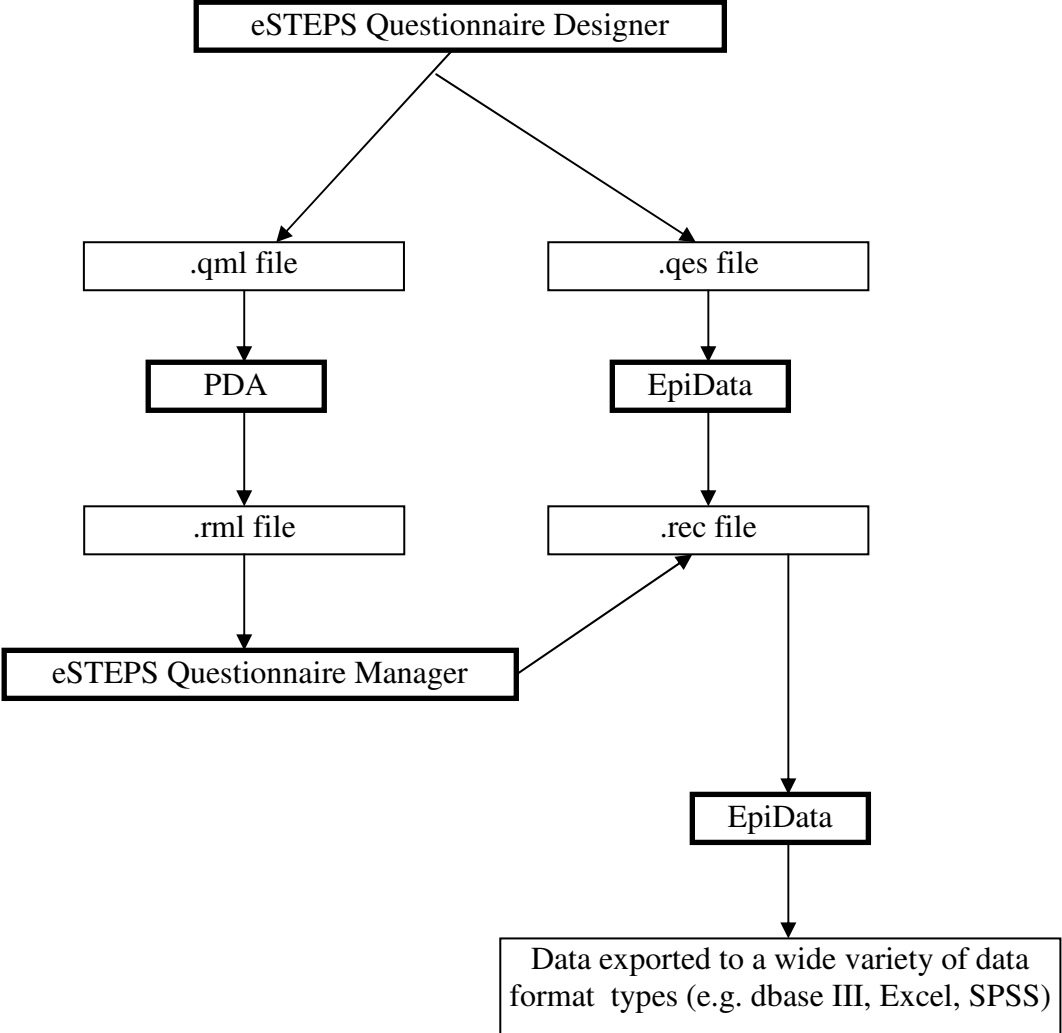 eSTEPS Questionnaire Designer
.qml file
.qes file
PDA
EpiData
.rml file
.rec file
eSTEPS Questionnaire Manager
EpiData
Data exported to a wide variety of data
format types (e.g. dbase III, Excel, SPSS)